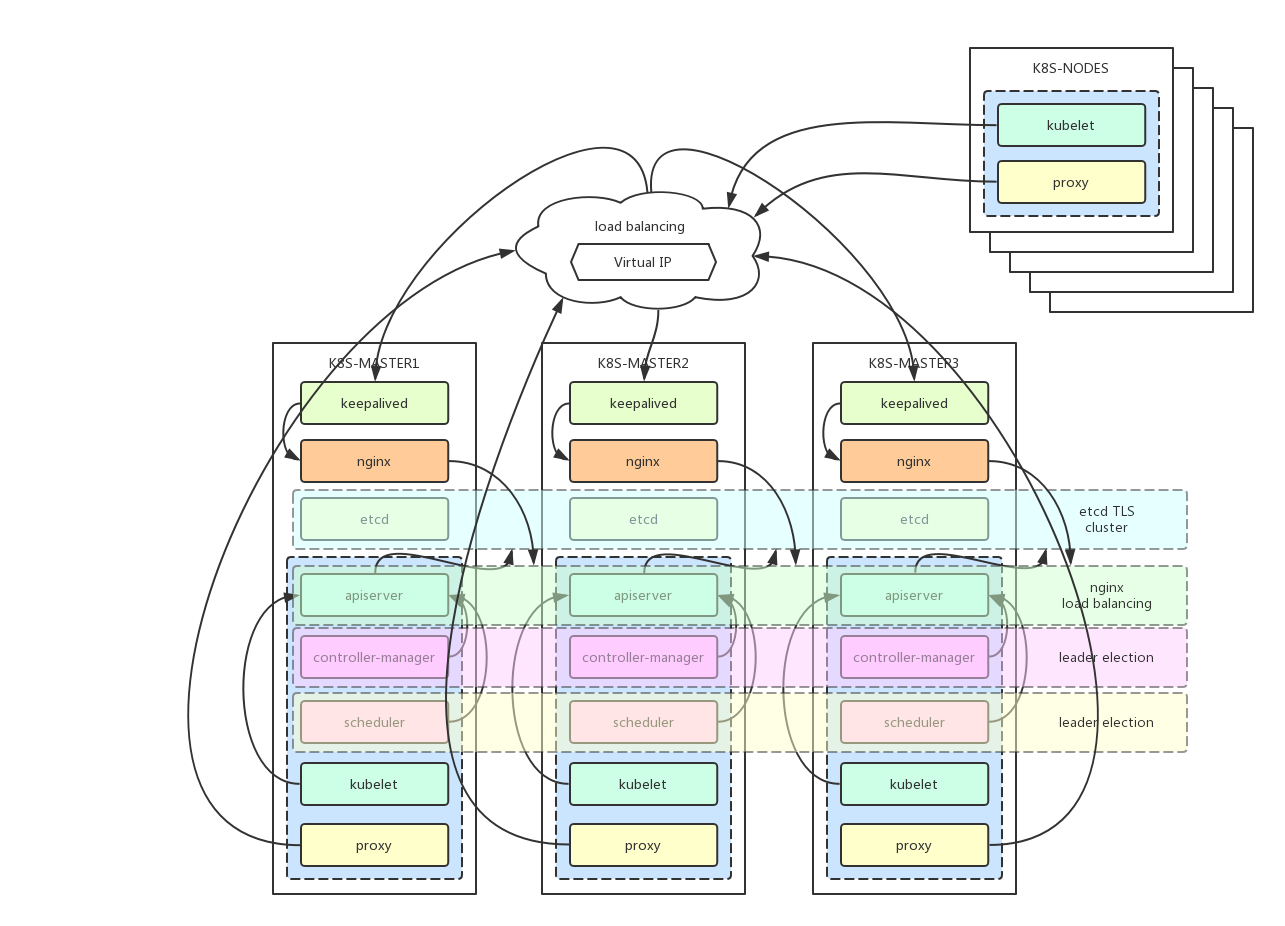 K8S-NODES
kubelet
proxy
load balancing
Virtual IP
K8S-MASTER1
K8S-MASTER2
K8S-MASTER3
keepalived
keepalived
keepalived
nginx
nginx
nginx
etcd
etcd
etcd
etcd TLS
cluster
apiserver
apiserver
apiserver
nginx
load balancing
controller-manager
controller-manager
controller-manager
leader election
scheduler
scheduler
scheduler
leader election
kubelet
kubelet
kubelet
proxy
proxy
proxy